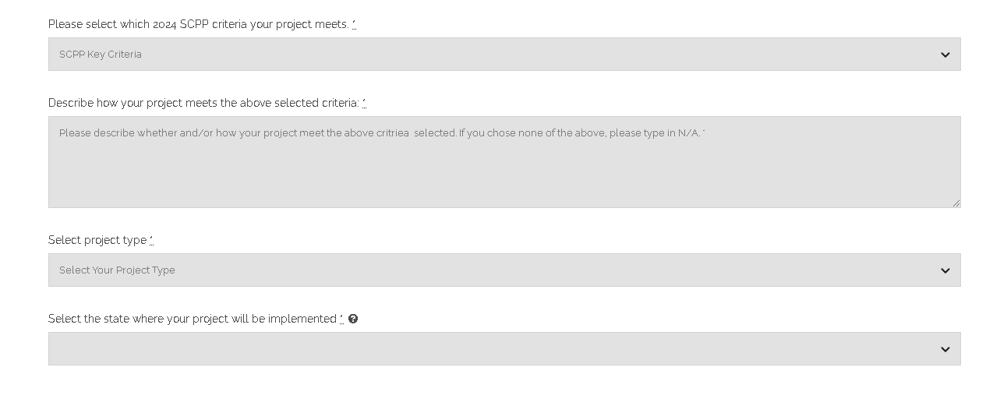 Please select which 2024 SCPP criteria your project meets. *
SCPP Key Criteria
Describe how your project meets the above selected criteria: *
Please describe whether and/or how your project meet the above critriea  selected. If you chose none of the above, please type in N/A. *
Select project type *
Select Your Project Type
Select the state where your project will be implemented * ?